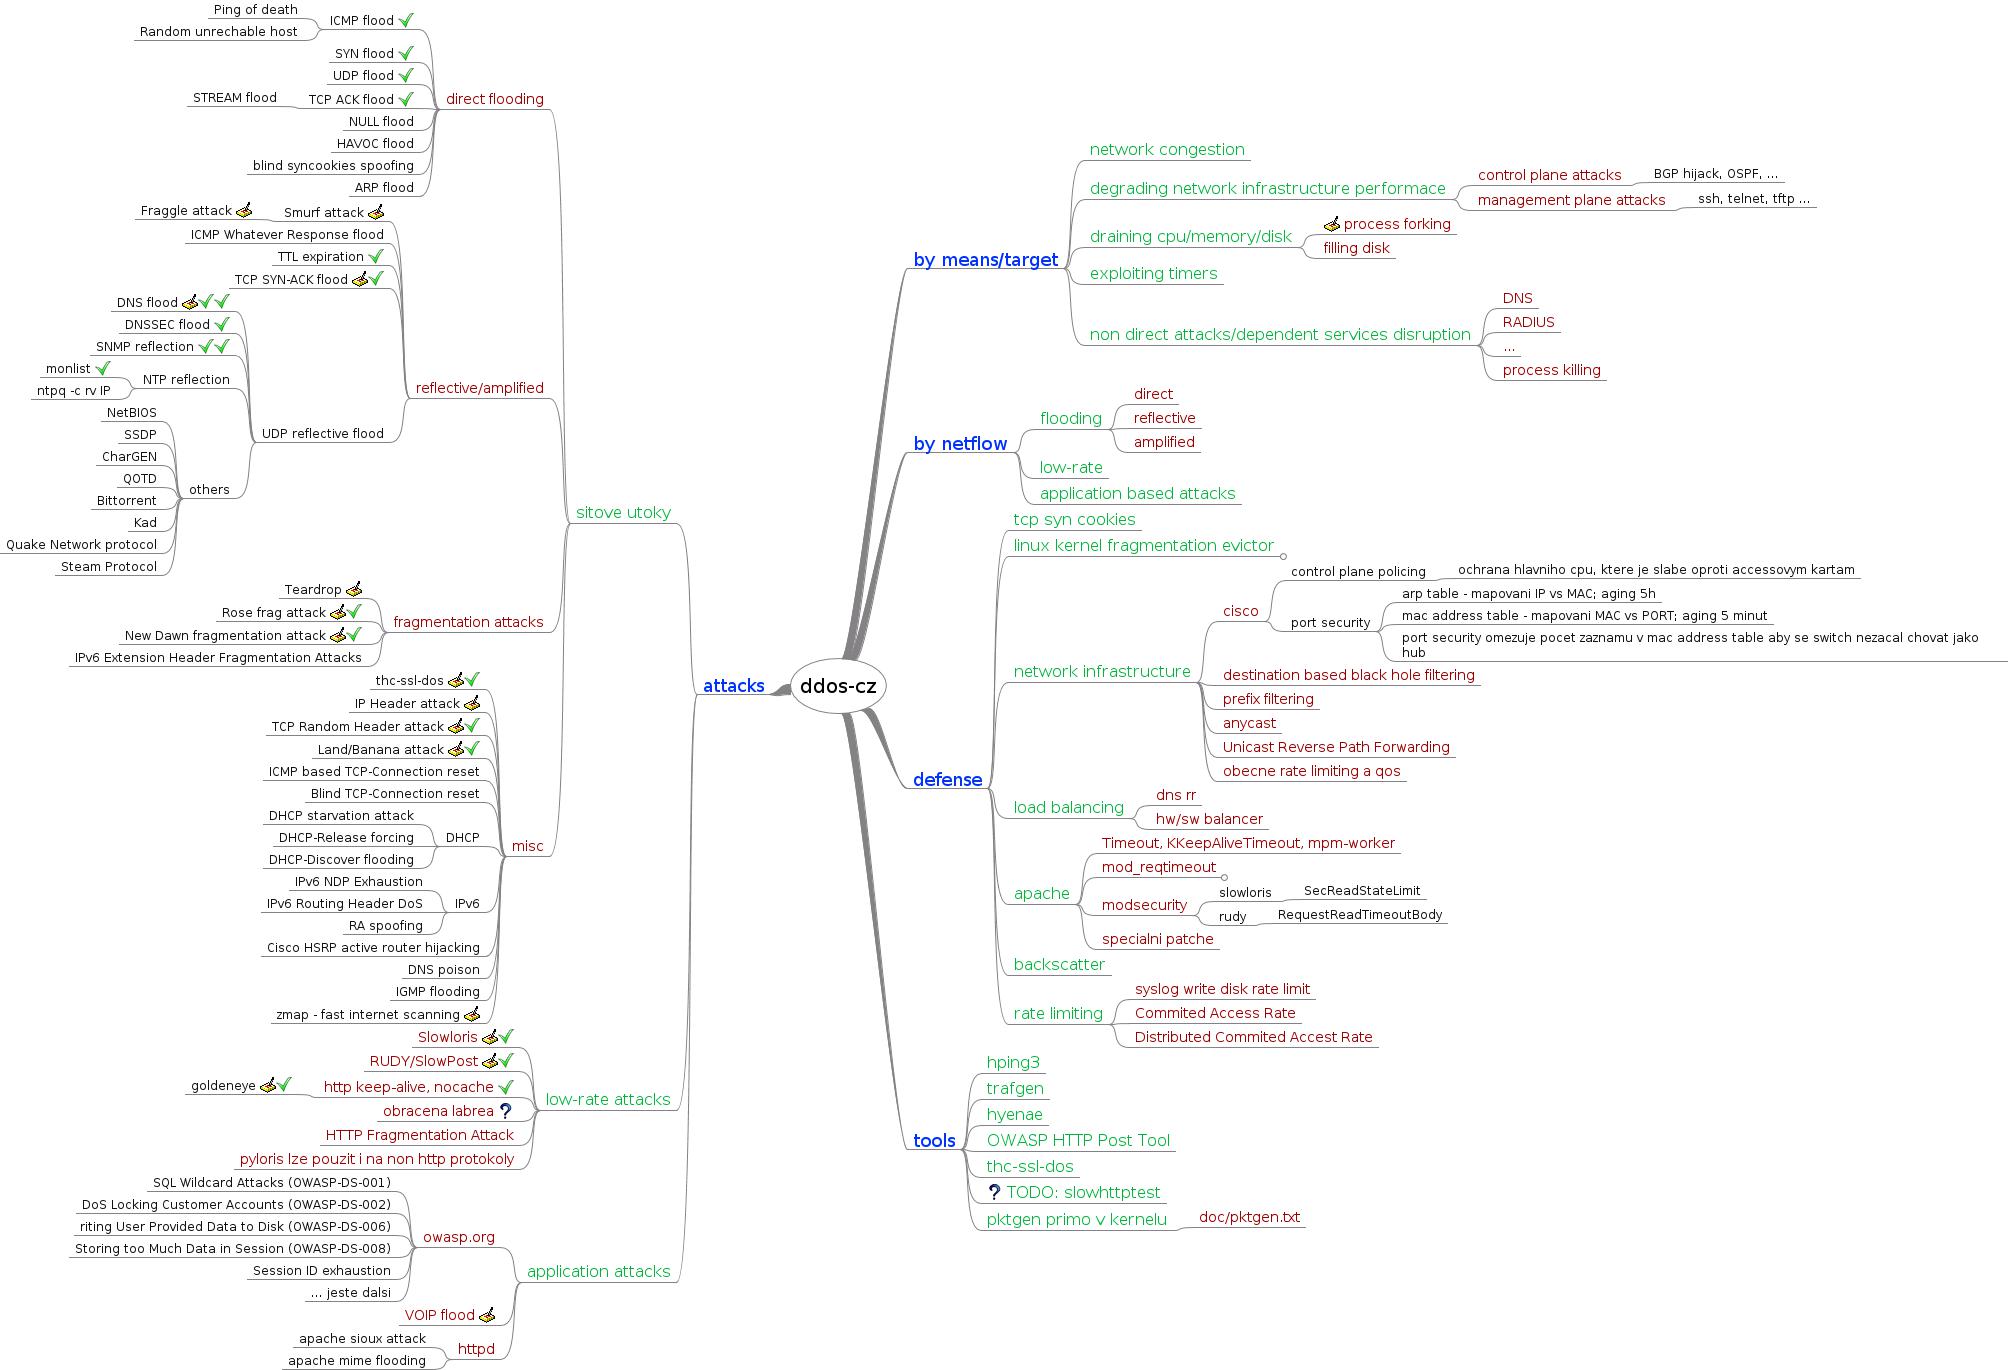 Ping of death
Random unrechable host
ICMP flood
SYN flood
UDP flood
STREAM flood
TCP ACK flood
NULL flood
HAVOC flood
blind syncookies spoofing
ARP flood
direct flooding
Fraggle attack
Smurf attack
ICMP Whatever Response flood
TTL expiration
TCP SYN-ACK flood
DNS flood
DNSSEC flood
SNMP reflection
monlist
ntpq -c rv IP
NTP reflection
NetBIOS
SSDP
CharGEN
QOTD
Bittorrent
Kad
Quake Network protocol
Steam Protocol
others
UDP reflective flood
reflective/amplified
Teardrop
Rose frag attack
New Dawn fragmentation attack
IPv6 Extension Header Fragmentation Attacks
fragmentation attacks
thc-ssl-dos
IP Header attack
TCP Random Header attack
Land/Banana attack
ICMP based TCP-Connection reset
Blind TCP-Connection reset
DHCP starvation attack
DHCP-Release forcing
DHCP-Discover flooding
DHCP
IPv6 NDP Exhaustion
IPv6 Routing Header DoS
RA spoofing
IPv6
Cisco HSRP active router hijacking
DNS poison
IGMP flooding
zmap - fast internet scanning
misc
sitove utoky
Slowloris
RUDY/SlowPost
goldeneye
http keep-alive, nocache
obracena labrea
HTTP Fragmentation Attack
pyloris lze pouzit i na non http protokoly
low-rate attacks
SQL Wildcard Attacks (OWASP-DS-001)
DoS Locking Customer Accounts (OWASP-DS-002)
riting User Provided Data to Disk (OWASP-DS-006)
Storing too Much Data in Session (OWASP-DS-008)
Session ID exhaustion
... jeste dalsi
owasp.org
VOIP flood
apache sioux attack
apache mime flooding
httpd
application attacks
attacks
ddos-cz
by means/target
network congestion
degrading network infrastructure performace
control plane attacks
BGP hijack, OSPF, ...
management plane attacks
ssh, telnet, tftp ...
draining cpu/memory/disk
process forking
filling disk
exploiting timers
non direct attacks/dependent services disruption
DNS
RADIUS
...
process killing
by netflow
flooding
direct
reflective
amplified
low-rate
application based attacks
defense
tcp syn cookies
linux kernel fragmentation evictor
network infrastructure
cisco
control plane policing
ochrana hlavniho cpu, ktere je slabe oproti accessovym kartam
port security
arp table - mapovani IP vs MAC; aging 5h
mac address table - mapovani MAC vs PORT; aging 5 minut
port security omezuje pocet zaznamu v mac address table aby se switch nezacal chovat jako
hub
destination based black hole filtering
prefix filtering
anycast
Unicast Reverse Path Forwarding
obecne rate limiting a qos
load balancing
dns rr
hw/sw balancer
apache
Timeout, KKeepAliveTimeout, mpm-worker
mod_reqtimeout
modsecurity
slowloris
SecReadStateLimit
rudy
RequestReadTimeoutBody
specialni patche
backscatter
rate limiting
syslog write disk rate limit
Commited Access Rate
Distributed Commited Accest Rate
tools
hping3
trafgen
hyenae
OWASP HTTP Post Tool
thc-ssl-dos
TODO: slowhttptest
pktgen primo v kernelu
doc/pktgen.txt